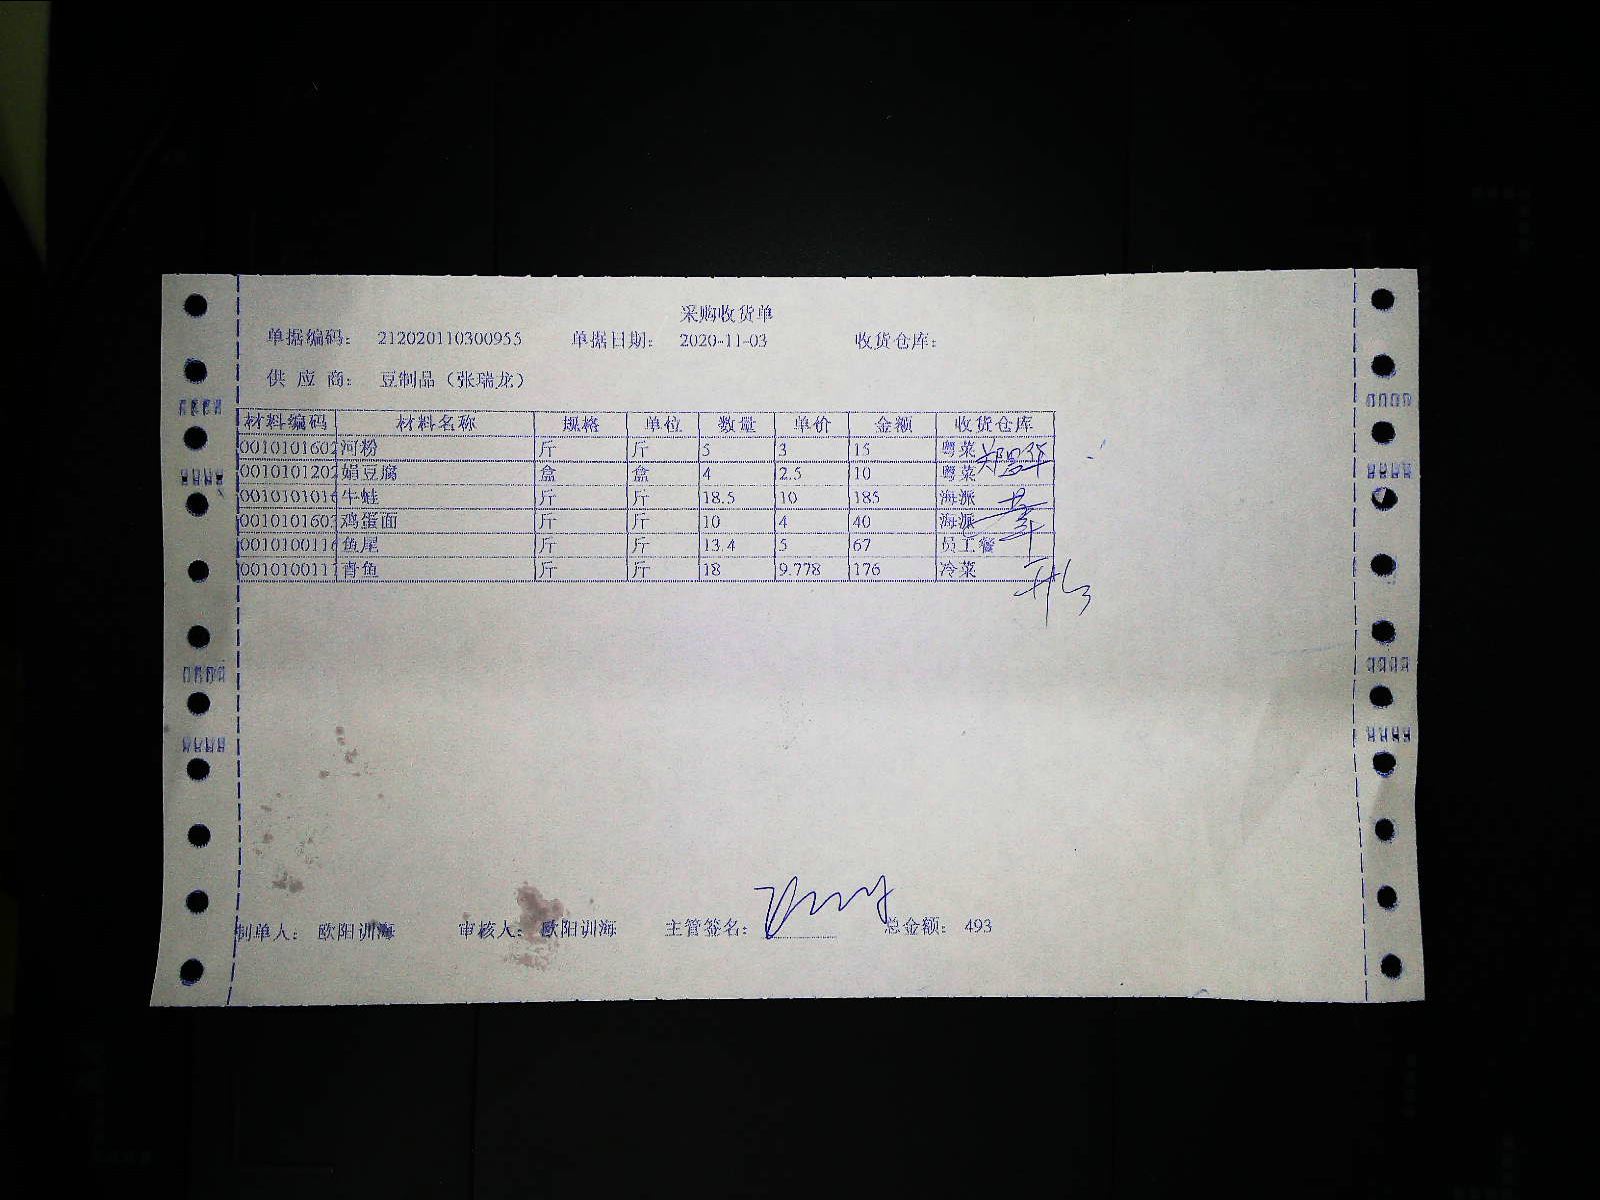 采购收货单
单据编码: 212020110300955 单据日期: 2020-11-03 收货仓库:
供 应 商: 豆制品（张瑞龙）
材料编码 材料名称 规格 单位 数量 单价 金额 收货仓库
0010101602 河粉 斤 斤 5 3 15 粤菜
0010101202 娟豆腐 盒 盒 4 2.5 10 粤菜
0010101016 牛蛙 斤 斤 18.5 10 185 海派
0010101603 鸡蛋面 斤 斤 10 4 40 海派
0010100116 鱼尾 斤 斤 13.4 5 67 员工餐
0010100117 青鱼 斤 斤 18 9.778 176 冷菜
制单人: 欧阳训海 审核人: 欧阳训海 主管签名: 总金额: 493